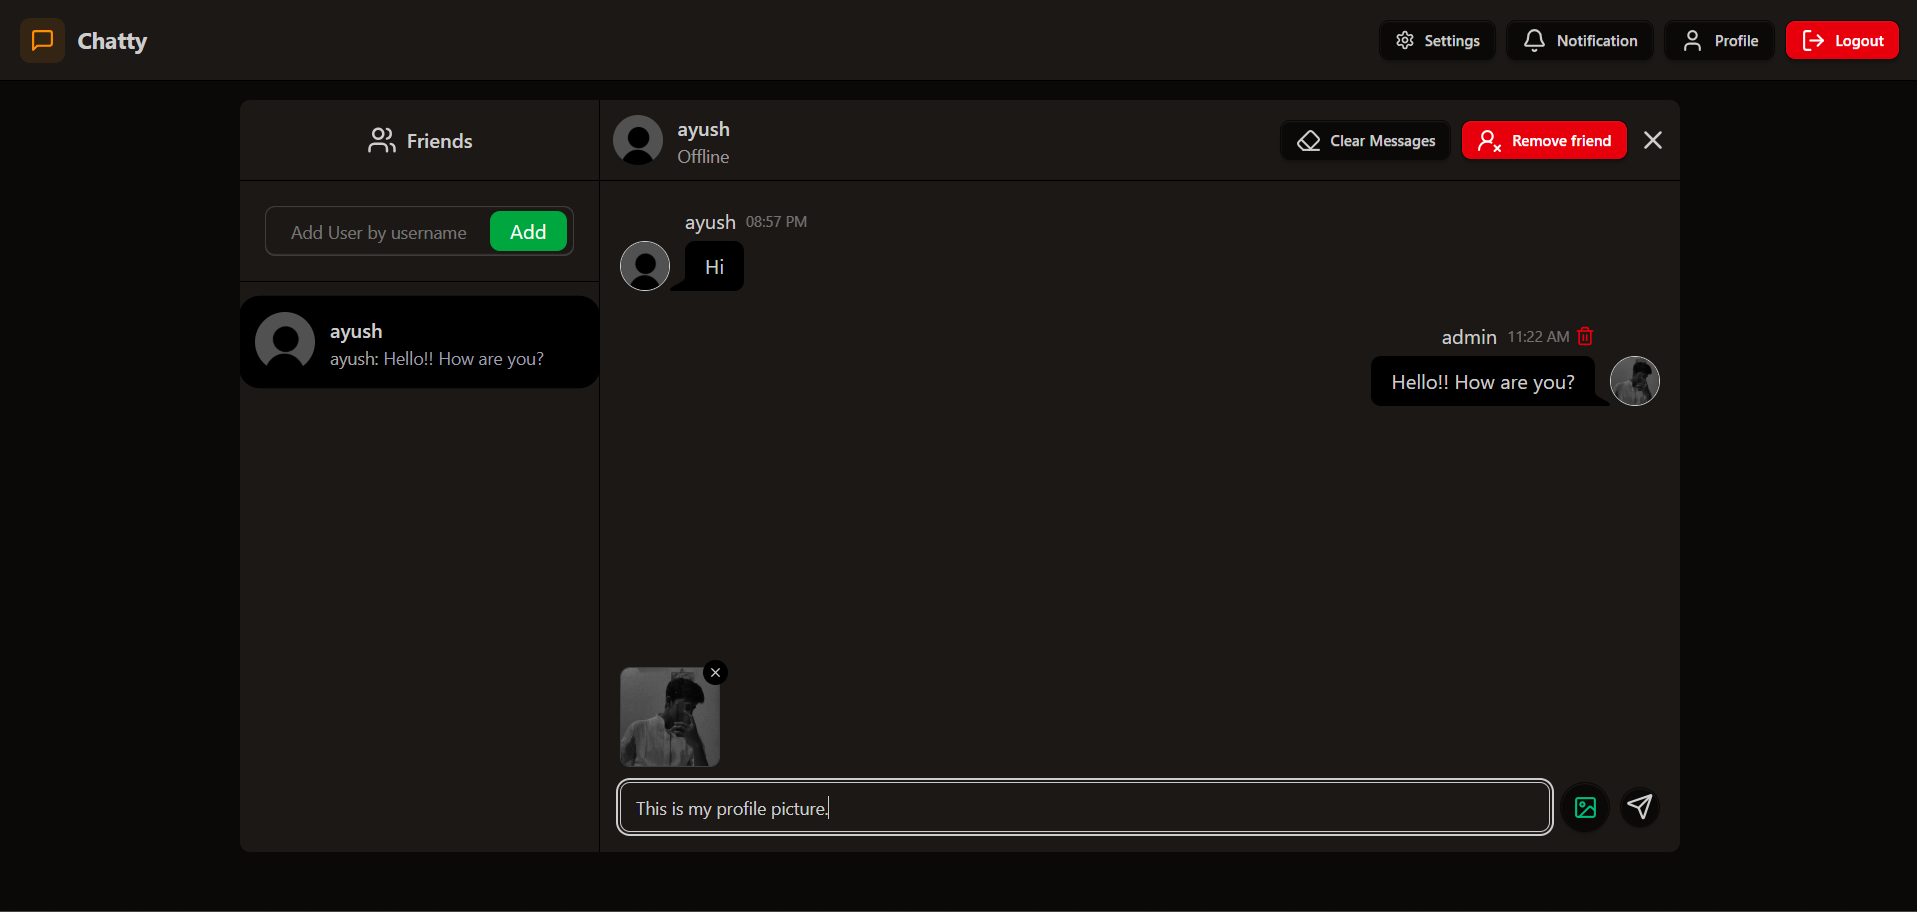 Chatty
Settings
Notification
Profile
Logout
Friends
Add User by username
Add
ayush
ayush: Hello!! How are you?
ayush
Offline
Clear Messages
Remove friend
ayush 08:57 PM
Hi
admin 11:22 AM
Hello!! How are you?
This is my profile picture.